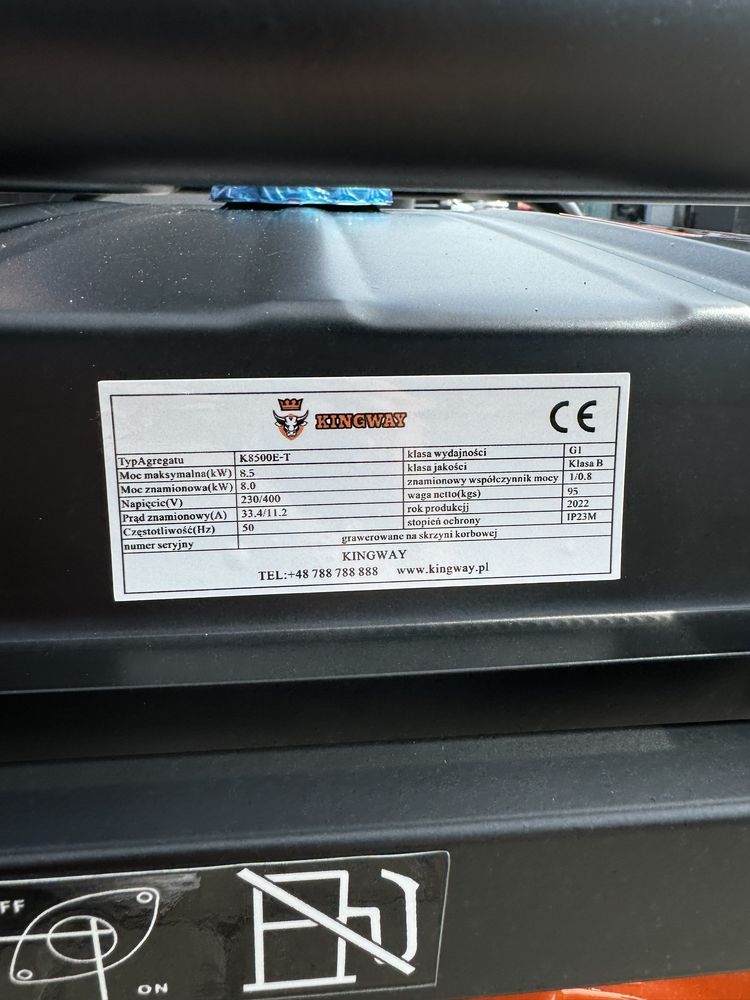 KINGWAY
CE
TypAgregatu K8500E-T klasa wydajności G1
Moc maksymalna(kW) 8.5 klasa jakości Klasa B
Moc znamionowa(kW) 8.0 znamionowy współczynnik mocy 1/0.8
Napięcie(V) 230/400 waga netto(kgs) 95
Prąd znamionowy(A) 33.4/11.2 rok produkcji 2022
Częstotliwość(Hz) 50 stopień ochrony IP23M
numer seryjny grawerowane na skrzyni korbowej
KINGWAY
TEL:+48 788 788 888 www.kingway.pl
FF
ON